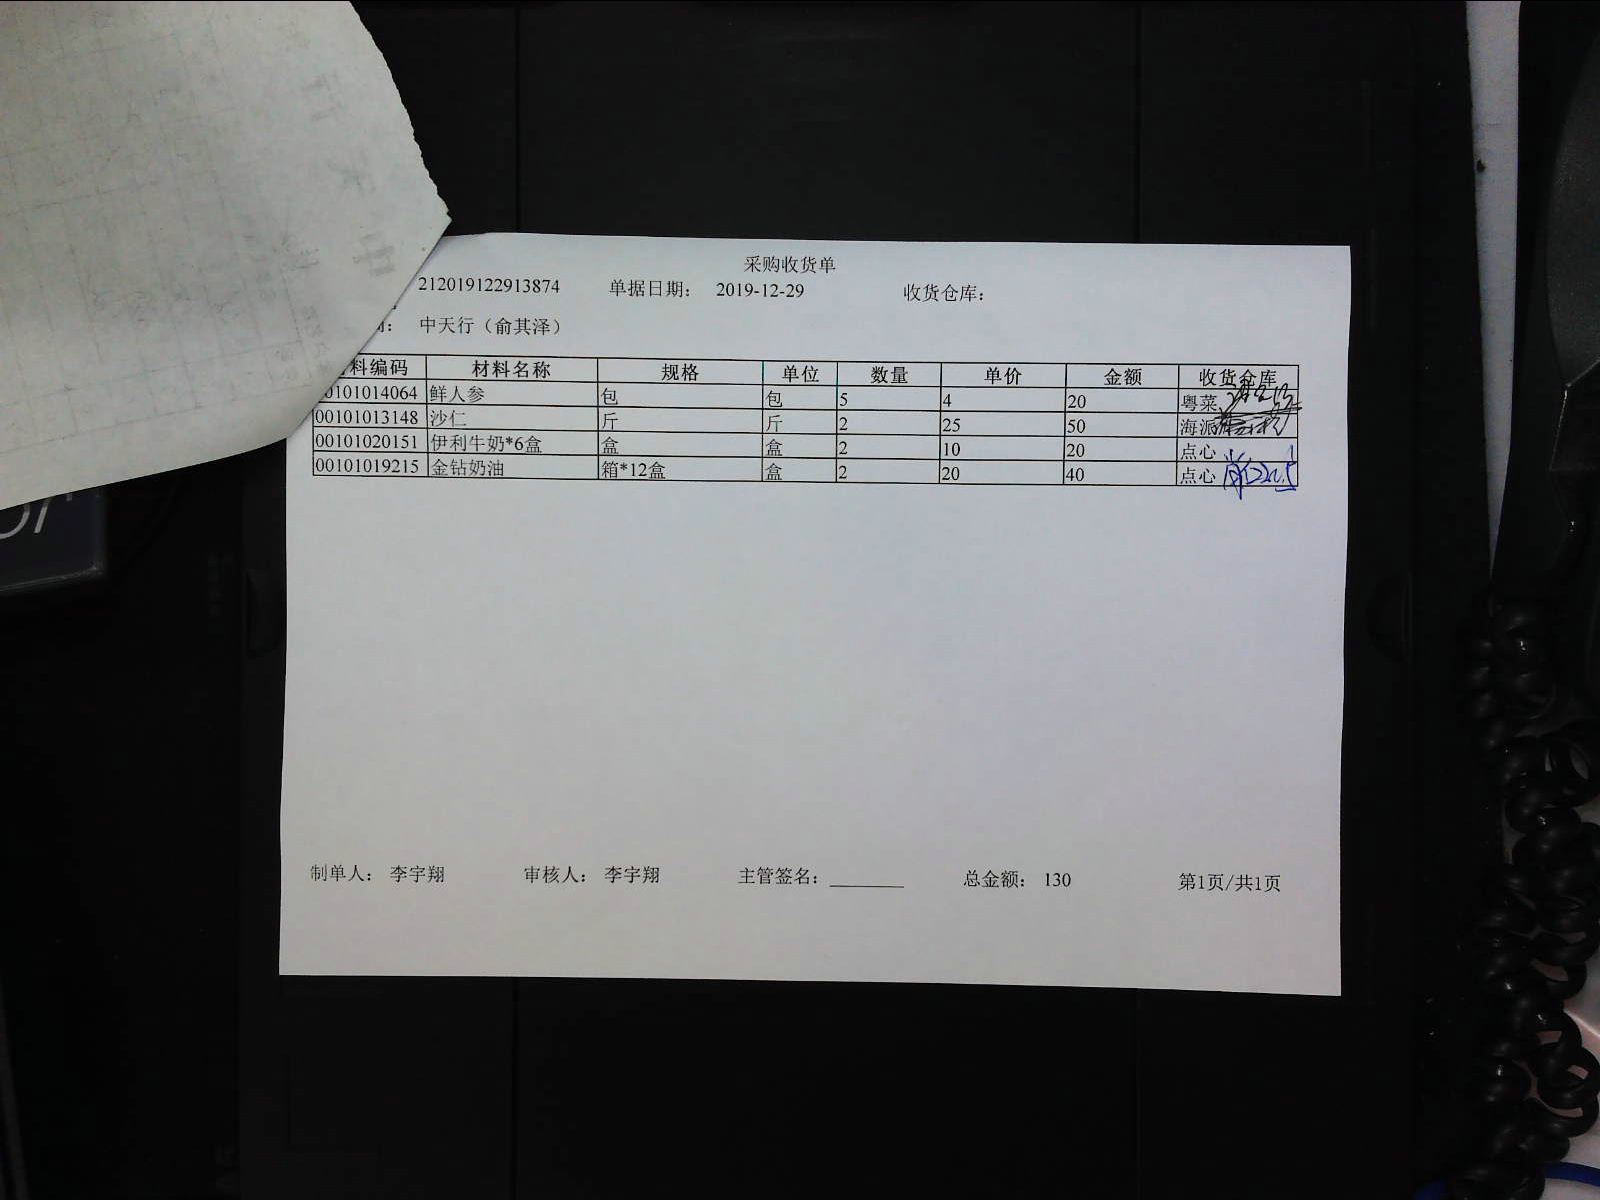 采购收货单
212019122913874 单据日期： 2019-12-29 收货仓库：
中天行（俞其泽）
料编码 材料名称 规格 单位 数量 单价 金额 收货仓库
0101014064 鲜人参 包 包 5 4 20 粤菜
00101013148 沙仁 斤 斤 2 25 50 海派
00101020151 伊利牛奶*6盒 盒 盒 2 10 20 点心
00101019215 金钻奶油 箱*12盒 盒 2 20 40 点心
制单人： 李宇翔 审核人： 李宇翔 主管签名： 总金额： 130 第1页/共1页